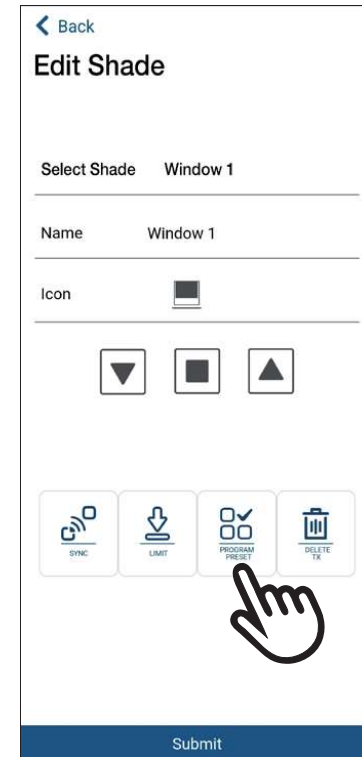 Back
Edit Shade
Select Shade Window 1
Name Window 1
Icon
SYNC LIMIT PROGRAM PRESET DELETE TX
Submit